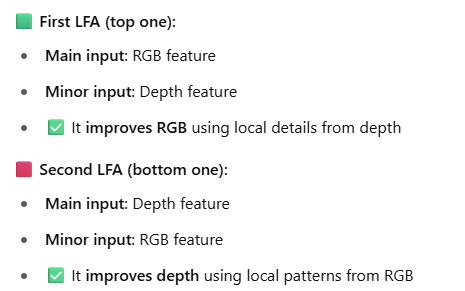 🟩 First LFA (top one):
• Main input: RGB feature
• Minor input: Depth feature
• ✅ It improves RGB using local details from depth
🟥 Second LFA (bottom one):
• Main input: Depth feature
• Minor input: RGB feature
• ✅ It improves depth using local patterns from RGB